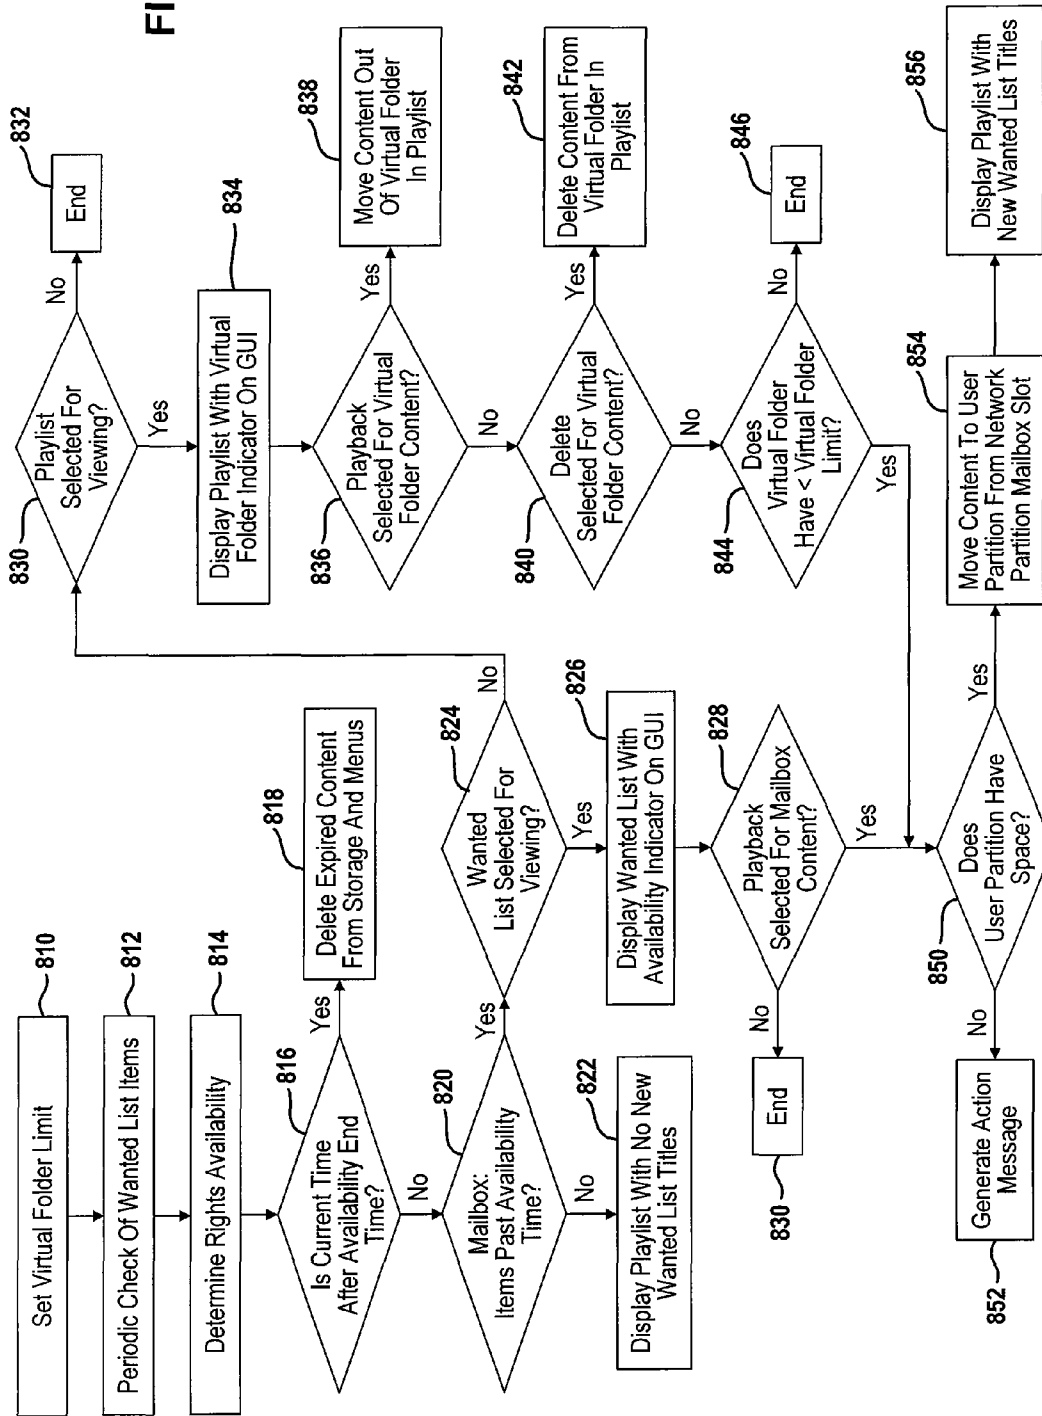 FI
810
Set Virtual Folder Limit
812
Periodic Check Of Wanted List Items
814
Determine Rights Availability
816
Is Current Time
After Availability End
Time?
Yes
No
818
Delete Expired Content
From Storage And Menus
820
Mailbox:
Items Past Availability
Time?
Yes
No
822
Display Playlist With No New
Wanted List Titles
824
Wanted
List Selected For
Viewing?
No
Yes
826
Display Wanted List With
Availability Indicator On GUI
828
Playback
Selected For Mailbox
Content?
No
Yes
830
End
830
Playlist
Selected For
Viewing?
No
Yes
832
End
834
Display Playlist With Virtual
Folder Indicator On GUI
836
Playback
Selected For Virtual
Folder Content?
Yes
No
838
Move Content Out
Of Virtual Folder
In Playlist
840
Delete
Selected For Virtual
Folder Content?
Yes
No
842
Delete Content From
Virtual Folder In
Playlist
844
Does
Virtual Folder
Have < Virtual Folder
Limit?
No
Yes
846
End
850
Does
User Partition Have
Space?
No
Yes
852
Generate Action
Message
854
Move Content To User
Partition From Network
Partition Mailbox Slot
856
Display Playlist With
New Wanted List Titles